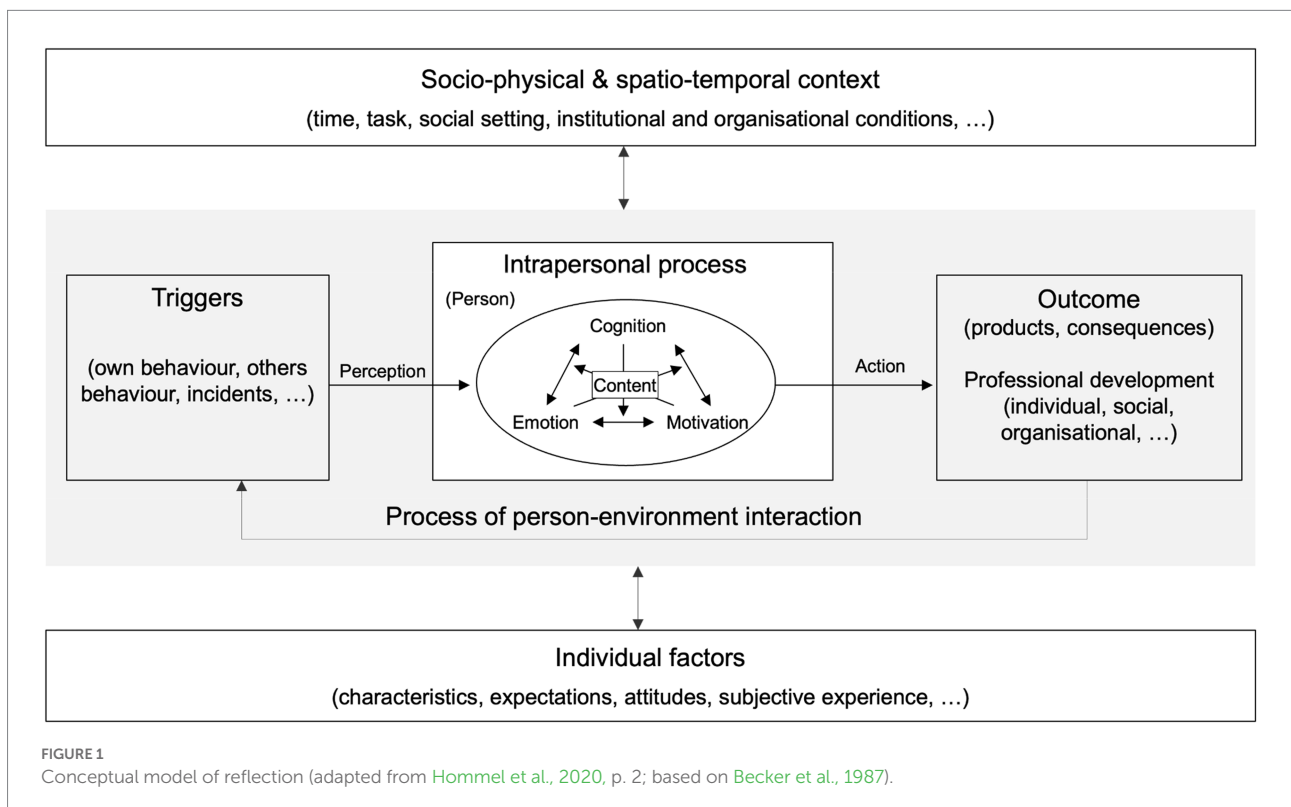 Socio-physical & spatio-temporal context
(time, task, social setting, institutional and organisational conditions, …)
Triggers
(own behaviour, others
behaviour, incidents, …)
Perception
Intrapersonal process
(Person)
Cognition
Content
Emotion
Motivation
Action
Outcome
(products, consequences)
Professional development
(individual, social,
organisational, …)
Process of person-environment interaction
Individual factors
(characteristics, expectations, attitudes, subjective experience, …)
FIGURE 1
Conceptual model of reflection (adapted from Hommel et al., 2020, p. 2; based on Becker et al., 1987).